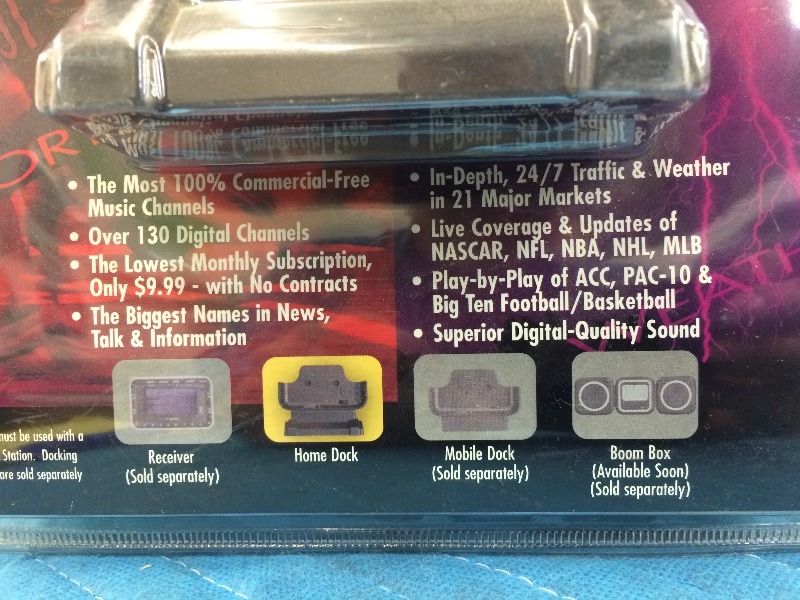 OR
• The Most 100% Commercial-Free
Music Channels
• Over 130 Digital Channels
• The Lowest Monthly Subscription,
Only $9.99 - with No Contracts
• The Biggest Names in News,
Talk & Information
• In-Depth, 24/7 Traffic & Weather
in 21 Major Markets
• Live Coverage & Updates of
NASCAR, NFL, NBA, NHL, MLB
• Play-by-Play of ACC, PAC-10 &
Big Ten Football/Basketball
• Superior Digital-Quality Sound
WEATH
must be used with a
Station. Docking
are sold separately
Receiver
(Sold separately)
Home Dock
Mobile Dock
(Sold separately)
Boom Box
(Available Soon)
(Sold separately)